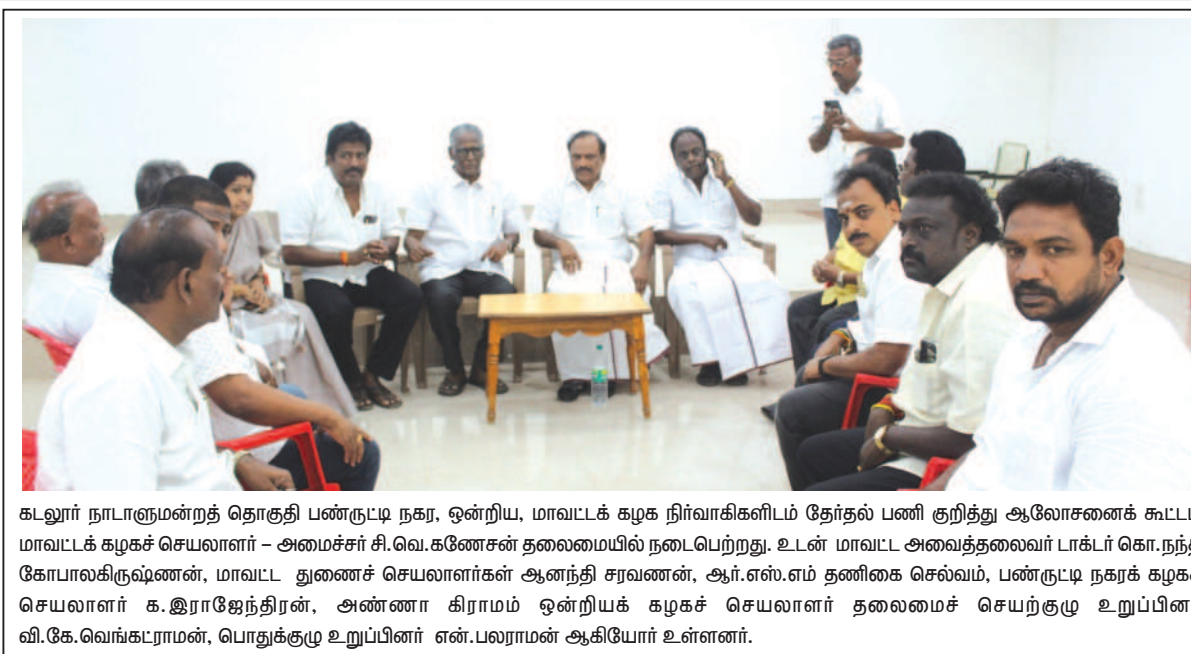 கடலூர் நாடாளுமன்றத் தொகுதி பண்ருட்டி நகர, ஒன்றிய, மாவட்டக் கழக நிர்வாகிகளிடம் தேர்தல் பணி குறித்து ஆலோசனைக்
மாவட்டக் கழகச் செயலாளர் – அமைச்சர் சி.வெ.கணேசன் தலைமையில் நடைபெற்றது. உடன் மாவட்ட அவைத்தலைவர் டாக்டர்
கோபாலகிருஷ்ணன், மாவட்ட துணைச் செயலாளர்கள் ஆனந்தி சரவணன், ஆர்.எஸ்.எம் தணிகை செல்வம், பண்ருட்டி நகரக்
செயலாளர் க.இராஜேந்திரன், அண்ணா கிராமம் ஒன்றியக் கழகச் செயலாளர் தலைமைச் செயற்குழு
வி.கே.வெங்கட்ராமன், பொதுக்குழு உறுப்பினர் என்.பலராமன் ஆகியோர் உள்ளனர்.